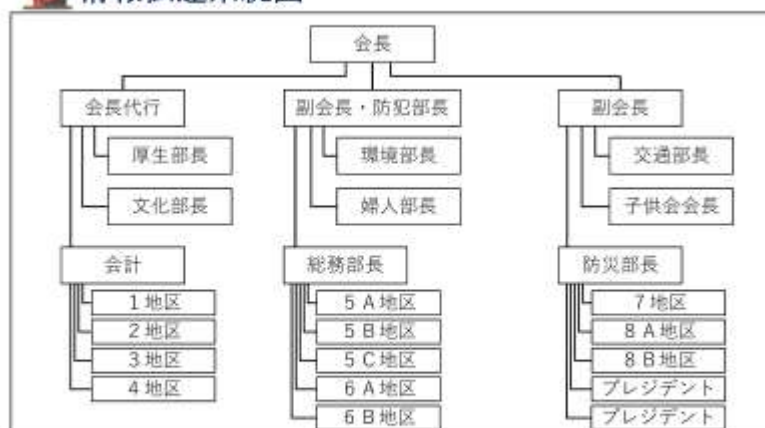 会長
会長代行
副会長・防犯部長
副会長
厚生部長
環境部長
交通部長
文化部長
婦人部長
子供会会長
会計
総務部長
防災部長
1地区
5A地区
7地区
2地区
5B地区
8A地区
3地区
5C地区
8B地区
4地区
6A地区
プレジデント
6B地区
プレジデント